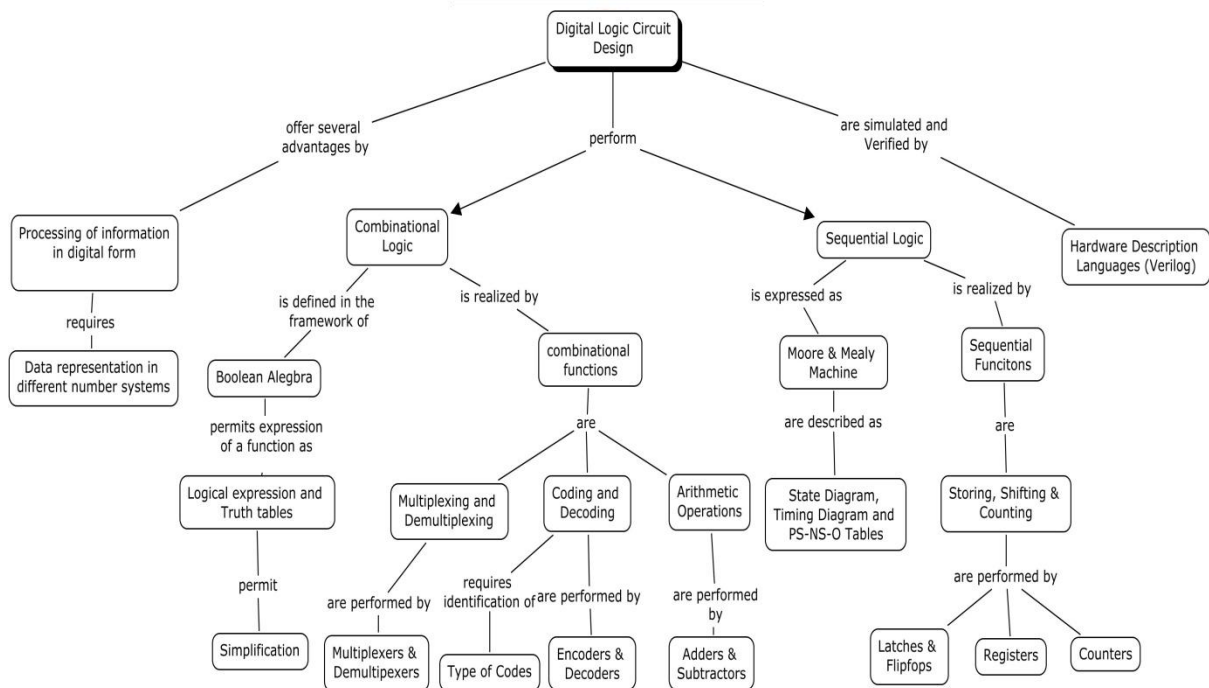 Digital Logic Circuit
Design
offer several
advantages by
perform
are simulated and
Verified by
Processing of information
in digital form
Combinational
Logic
Sequential Logic
Hardware Description
Languages (Verilog)
requires
is defined in the
framework of
is realized by
is expressed as
is realized by
Data representation in
different number systems
Boolean Alegbra
combinational
functions
Moore & Mealy
Machine
Sequential
Funcitons
permits expression
of a function as
are
are described as
are
Logical expression and
Truth tables
Multiplexing and
Demultiplexing
Coding and
Decoding
Arithmetic
Operations
State Diagram,
Timing Diagram and
PS-NS-O Tables
Storing, Shifting &
Counting
permit
are performed by
requires
identification of
are performed by
are performed
by
are performed by
Simplification
Multiplexers &
Demultipexers
Type of Codes
Encoders &
Decoders
Adders &
Subtractors
Latches &
Flipfops
Registers
Counters